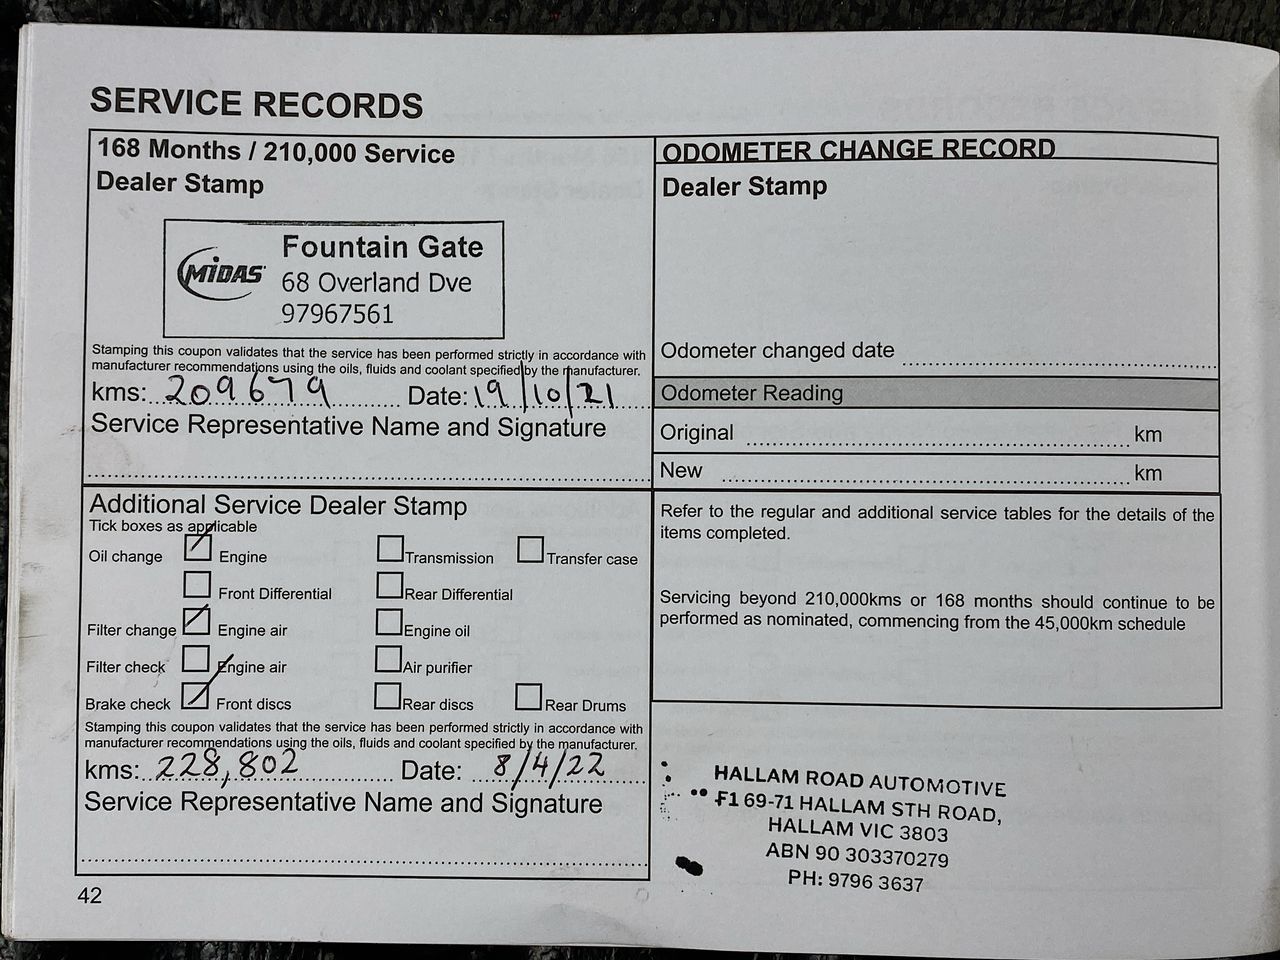 SERVICE RECORDS
168 Months / 210,000 Service
Dealer Stamp
MiDAS
Fountain Gate
68 Overland Dve
97967561
Stamping this coupon validates that the service has been performed strictly in accordance with
manufacturer recommendations using the oils, fluids and coolant specified by the manufacturer.
kms: 209679 Date: 19/10/21
Service Representative Name and Signature
ODOMETER CHANGE RECORD
Dealer Stamp
Odometer changed date
Odometer Reading
Original km
New km
Additional Service Dealer Stamp
Tick boxes as applicable
Oil change Engine Transmission Transfer case
Front Differential Rear Differential
Filter change Engine air Engine oil
Filter check Engine air Air purifier
Brake check Front discs Rear discs Rear Drums
Stamping this coupon validates that the service has been performed strictly in accordance with
manufacturer recommendations using the oils, fluids and coolant specified by the manufacturer.
kms: 228,802 Date: 8/4/22
Service Representative Name and Signature
Refer to the regular and additional service tables for the details of the
items completed.
Servicing beyond 210,000kms or 168 months should continue to be
performed as nominated, commencing from the 45,000km schedule
HALLAM ROAD AUTOMOTIVE
F1 69-71 HALLAM STH ROAD,
HALLAM VIC 3803
ABN 90 303370279
PH: 9796 3637
42